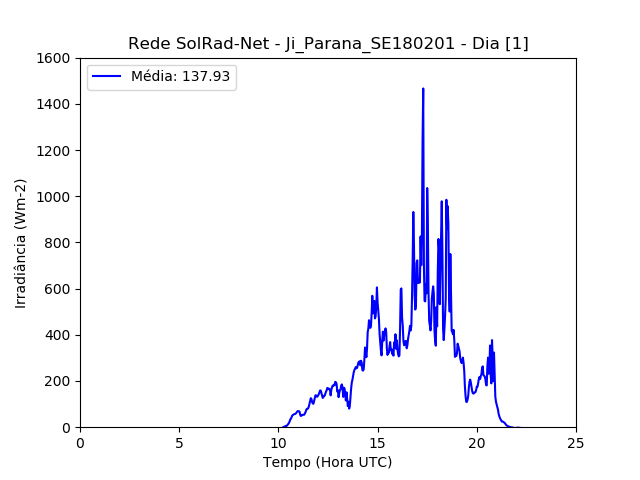 Rede SolRad-Net - Ji_Parana_SE180201 - Dia [1]
Média: 137.93
1600
1400
1200
1000
800
600
400
200
0
Irradiância (Wm-2)
0 5 10 15 20 25
Tempo (Hora UTC)